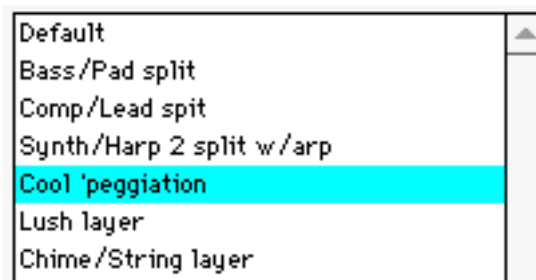 Default
Bass/Pad split
Comp/Lead spit
Synth/Harp 2 split w/arp
Cool 'peggiation
Lush layer
Chime/String layer